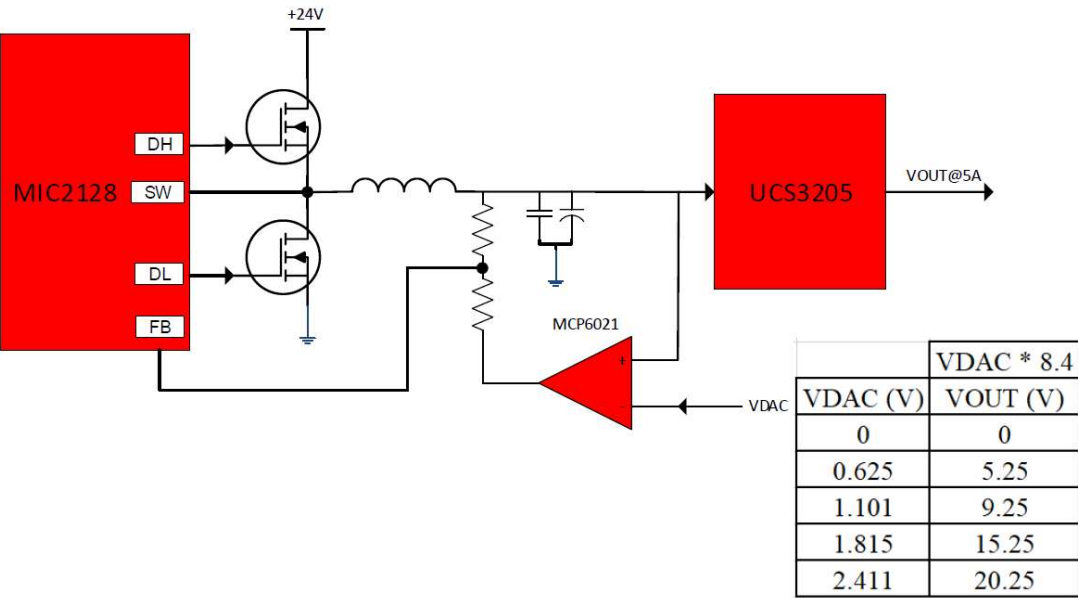 +24V
MIC2128
DH
SW
DL
FB
UCS3205
VOUT@5A
MCP6021
+
VDAC
VDAC * 8.4
VDAC (V) VOUT (V)
0 0
0.625 5.25
1.101 9.25
1.815 15.25
2.411 20.25